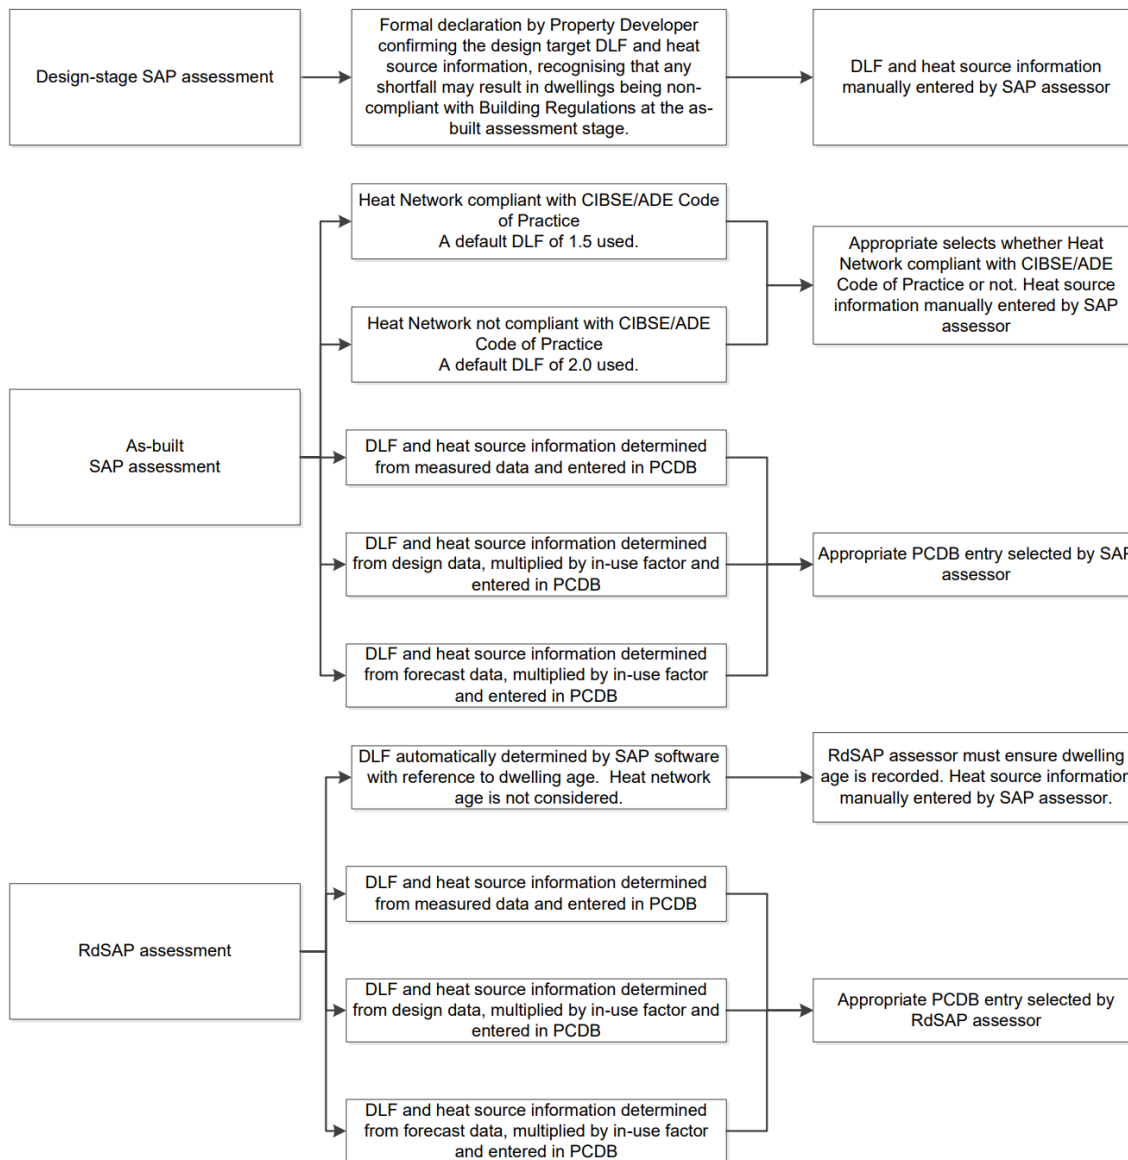 Design-stage SAP assessment
Formal declaration by Property Developer
confirming the design target DLF and heat
source information, recognising that any
shortfall may result in dwellings being non-
compliant with Building Regulations at the as-
built assessment stage.
DLF and heat source information
manually entered by SAP assessor
As-built
SAP assessment
Heat Network compliant with CIBSE/ADE Code
of Practice
A default DLF of 1.5 used.
Heat Network not compliant with CIBSE/ADE
Code of Practice
A default DLF of 2.0 used.
Appropriate selects whether Heat
Network compliant with CIBSE/ADE
Code of Practice or not. Heat source
information manually entered by SAP
assessor
DLF and heat source information determined
from measured data and entered in PCDB
DLF and heat source information determined
from design data, multiplied by in-use factor and
entered in PCDB
DLF and heat source information determined
from forecast data, multiplied by in-use factor
and entered in PCDB
Appropriate PCDB entry selected by SAP
assessor
RdSAP assessment
DLF automatically determined by SAP software
with reference to dwelling age.  Heat network
age is not considered.
RdSAP assessor must ensure dwelling
age is recorded. Heat source information
manually entered by SAP assessor.
DLF and heat source information determined
from measured data and entered in PCDB
DLF and heat source information determined
from design data, multiplied by in-use factor and
entered in PCDB
DLF and heat source information determined
from forecast data, multiplied by in-use factor
and entered in PCDB
Appropriate PCDB entry selected by
RdSAP assessor